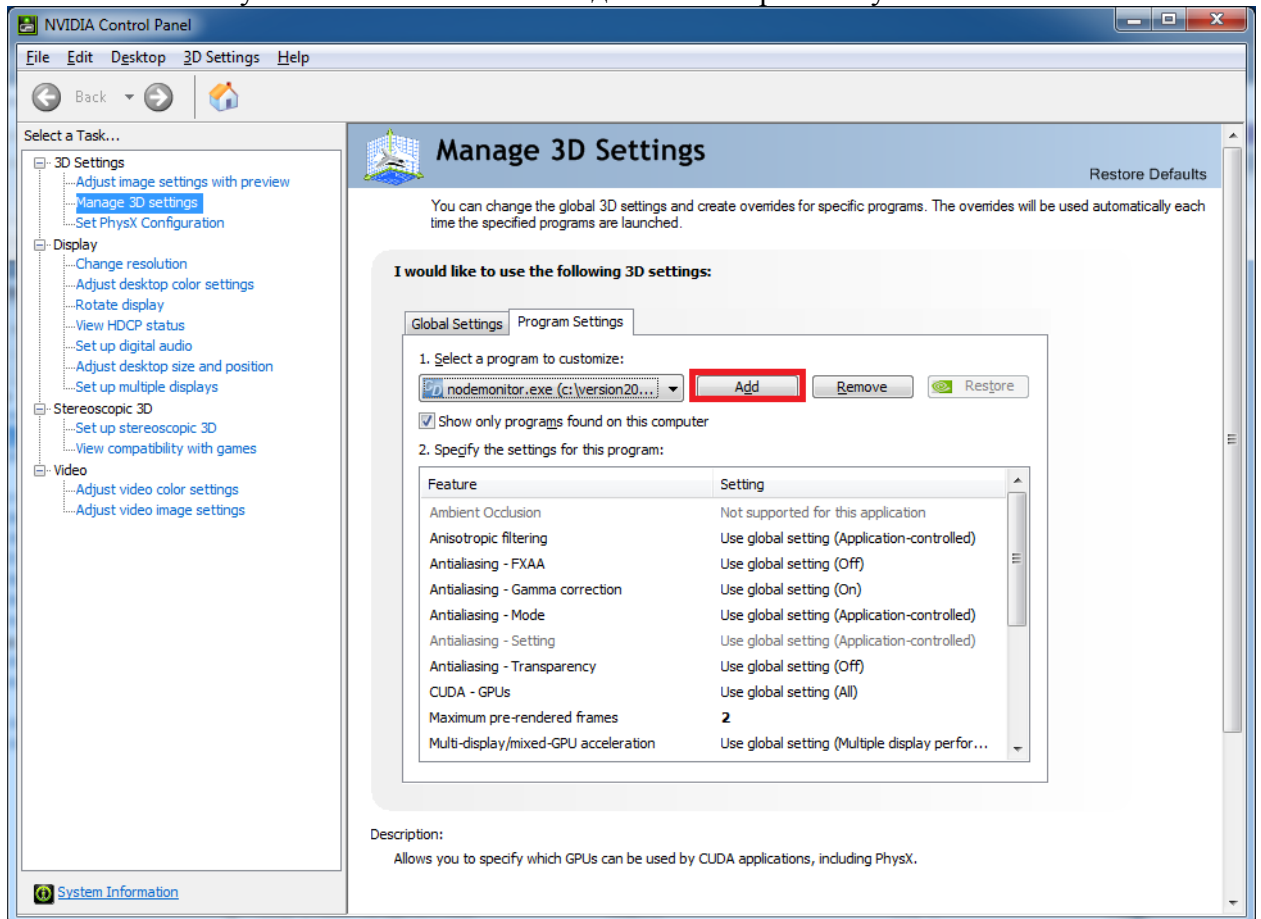 NVIDIA Control Panel
File Edit Desktop 3D Settings Help
Back
Select a Task...
3D Settings
Adjust image settings with preview
Manage 3D settings
Set PhysX Configuration
Display
Change resolution
Adjust desktop color settings
Rotate display
View HDCP status
Set up digital audio
Adjust desktop size and position
Set up multiple displays
Stereoscopic 3D
Set up stereoscopic 3D
View compatibility with games
Video
Adjust video color settings
Adjust video image settings
System Information
Manage 3D Settings
Restore Defaults
You can change the global 3D settings and create overrides for specific programs. The overrides will be used automatically each
time the specified programs are launched.
I would like to use the following 3D settings:
Global Settings Program Settings
1. Select a program to customize:
nodemonitor.exe (c:\version20... Add Remove Restore
Show only programs found on this computer
2. Specify the settings for this program:
Feature Setting
Ambient Occlusion Not supported for this application
Anisotropic filtering Use global setting (Application-controlled)
Antialiasing - FXAA Use global setting (Off)
Antialiasing - Gamma correction Use global setting (On)
Antialiasing - Mode Use global setting (Application-controlled)
Antialiasing - Setting Use global setting (Application-controlled)
Antialiasing - Transparency Use global setting (Off)
CUDA - GPUs Use global setting (All)
Maximum pre-rendered frames 2
Multi-display/mixed-GPU acceleration Use global setting (Multiple display perfor...
Description:
Allows you to specify which GPUs can be used by CUDA applications, including PhysX.